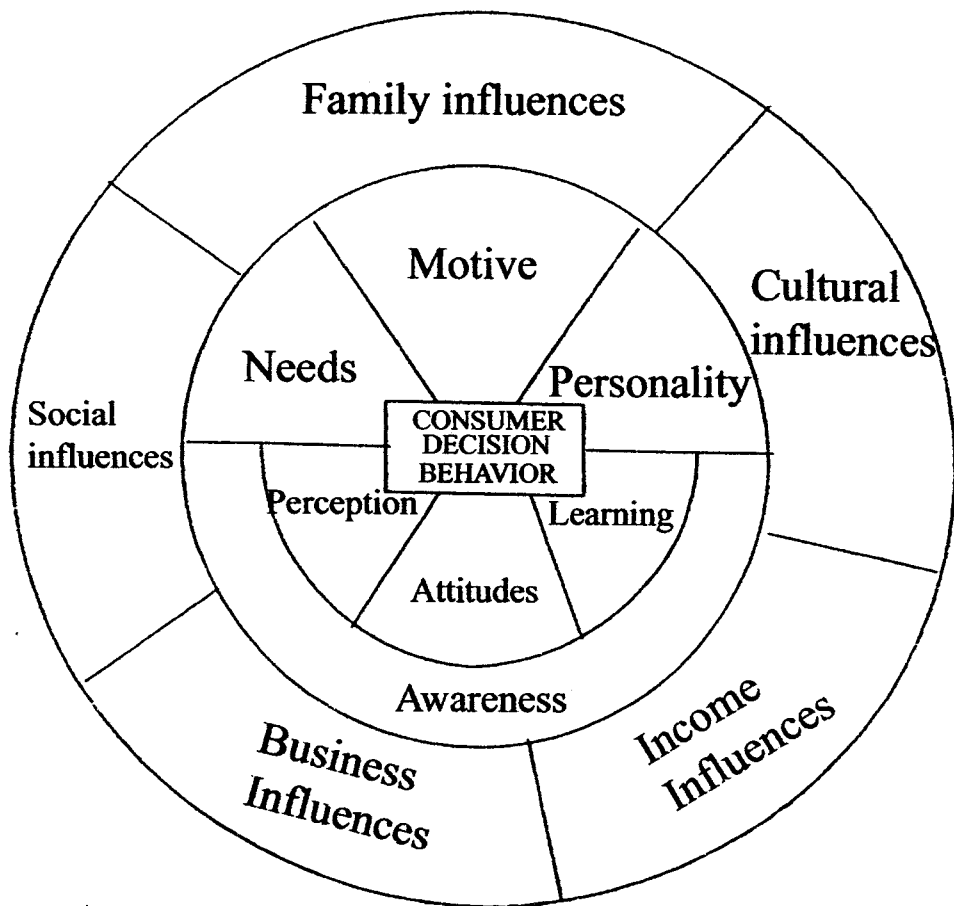 Family influences
Motive
Cultural
influences
Needs
Personality
Social
influences
CONSUMER
DECISION
BEHAVIOR
Perception
Learning
Attitudes
Awareness
Business
Influences
Income
Influences